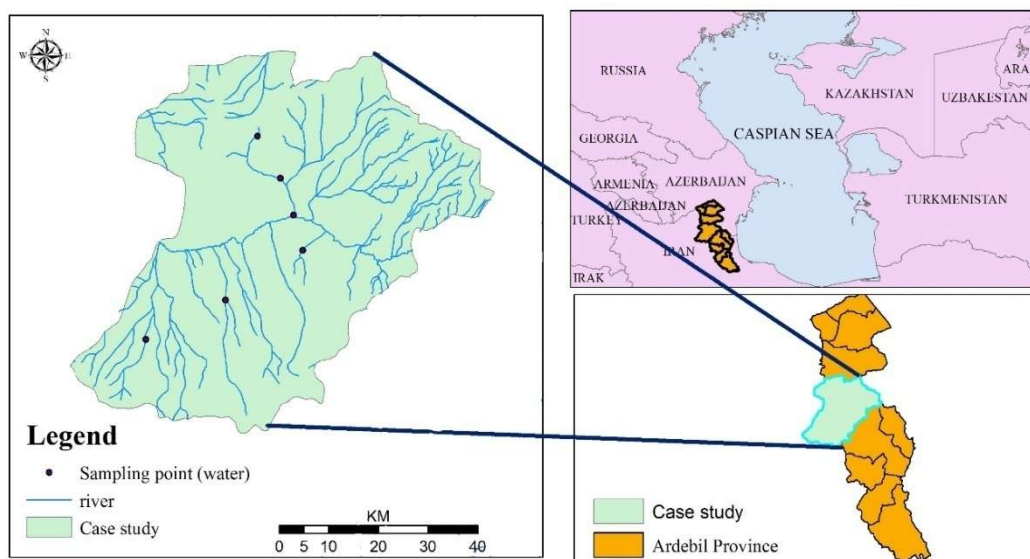 N
W E
S
Legend
Sampling point (water)
river
Case study
KM
0 5 10 20 30 40
RUSSIA
KAZAKHSTAN
UZBAKESTAN
ARA
GEORGIA
CASPIAN SEA
ARMENIA
AZERBAIJAN
AZERBAIJAN
TURKEY
TURKMENISTAN
IRAN
IRAK
Case study
Ardebil Province